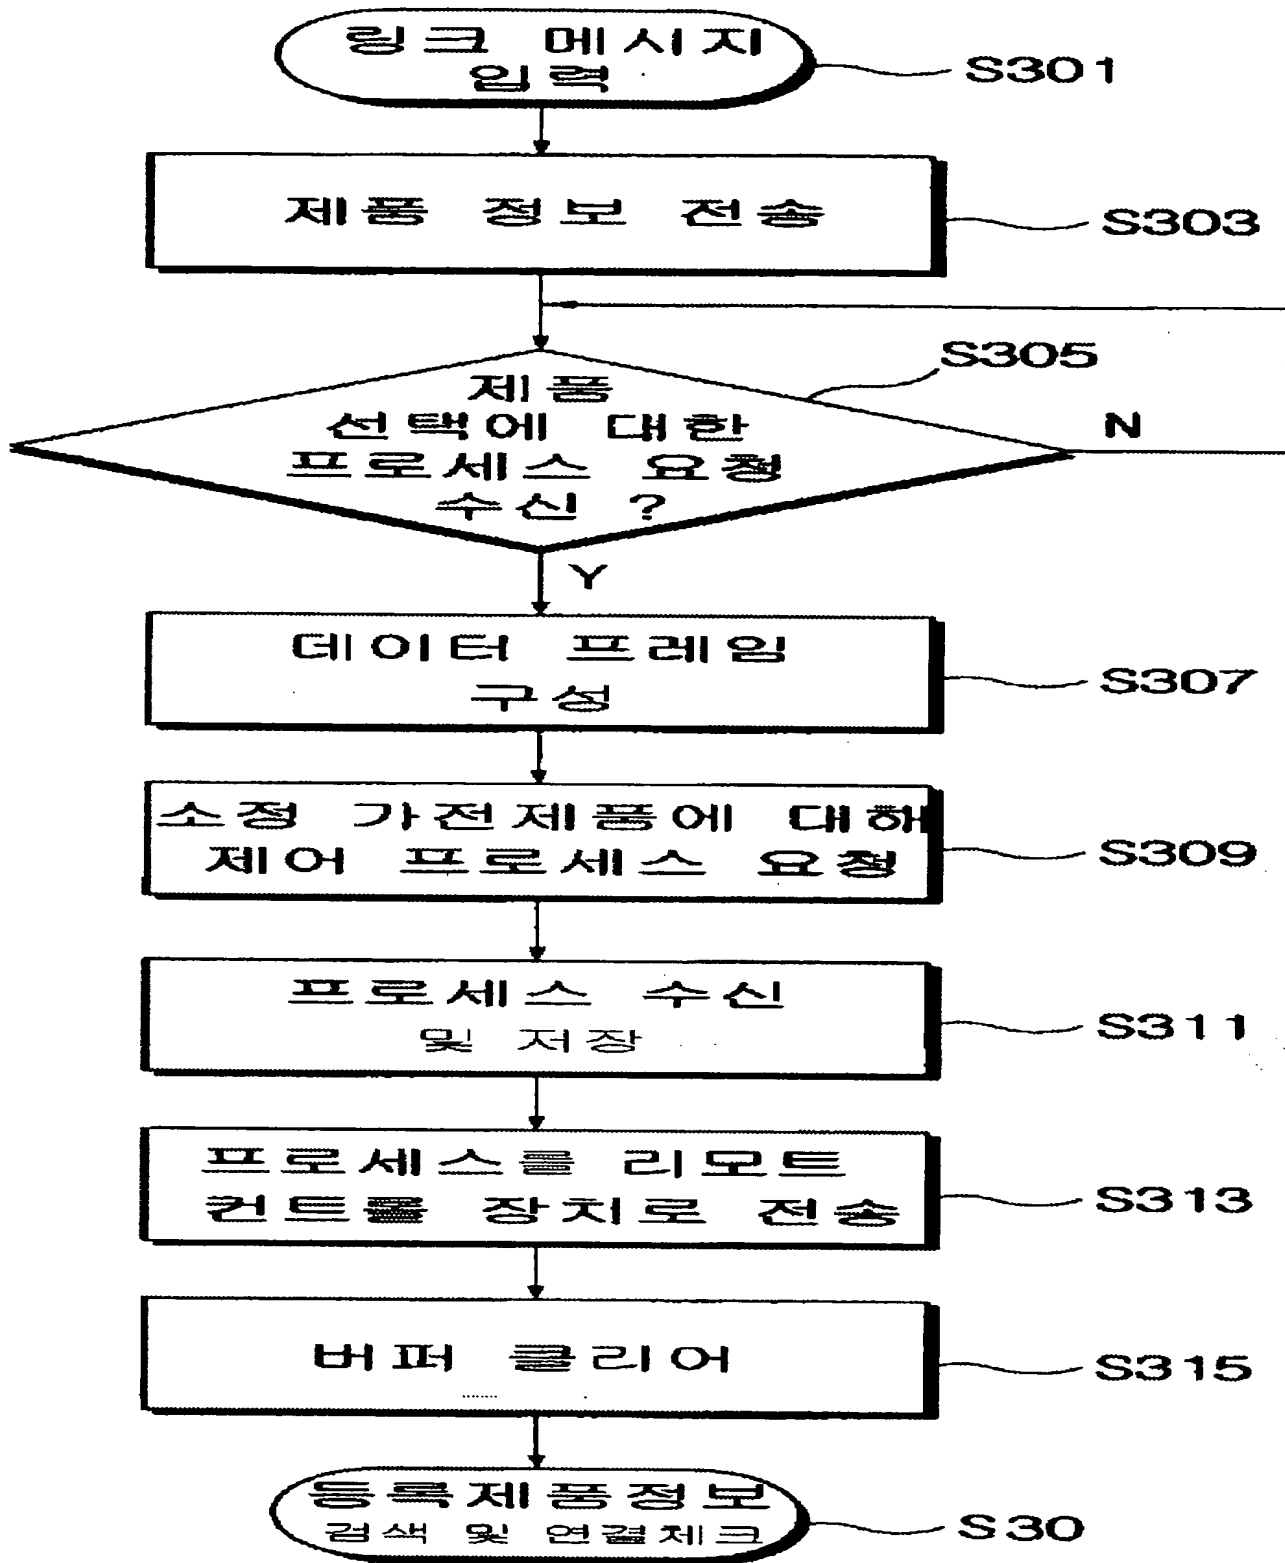 링크 메시지
입력
S301
제품 정보 전송
S303
S305
제품
선택에 대한
프로세스 요청
수신 ?
N
Y
데이터 프레임
구성
S307
소정 가전제품에 대해
제어 프로세스 요청
S309
프로세스 수신
및 저장
S311
프로세스를 리모트
컨트롤 장치로 전송
S313
버퍼 클리어
S315
등록제품정보
검색 및 연결체크
S30